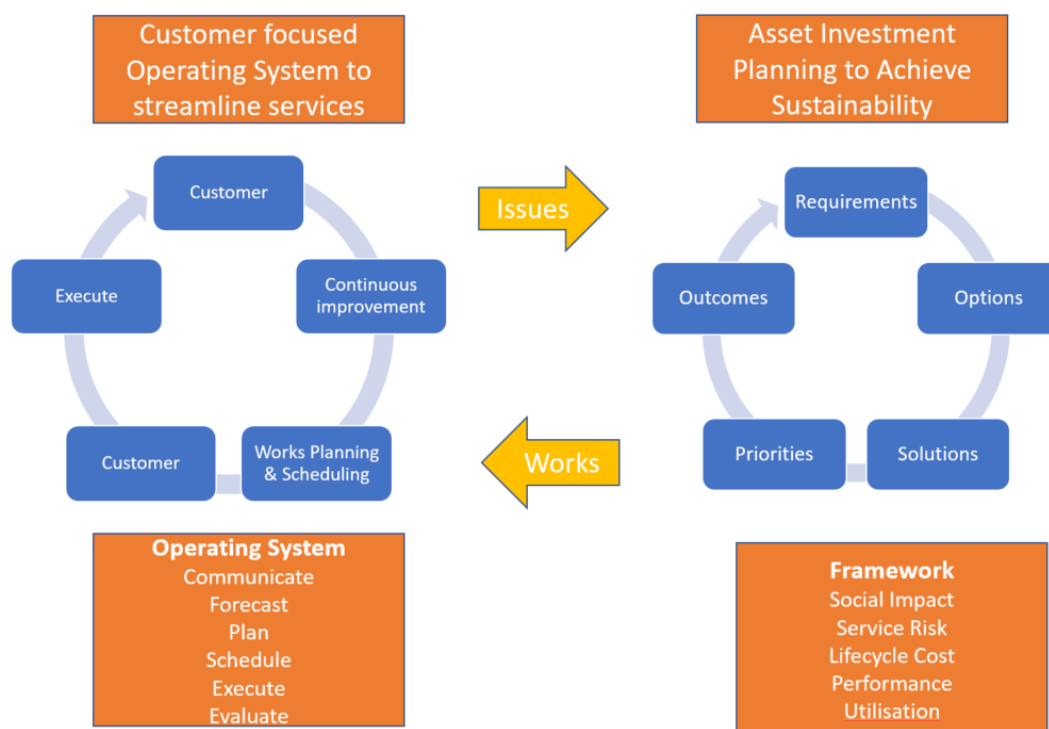 Customer focused
Operating System to
streamline services
Asset Investment
Planning to Achieve
Sustainability
Customer
Continuous
improvement
Works Planning
& Scheduling
Customer
Execute
Issues
Works
Requirements
Options
Solutions
Priorities
Outcomes
Operating System
Communicate
Forecast
Plan
Schedule
Execute
Evaluate
Framework
Social Impact
Service Risk
Lifecycle Cost
Performance
Utilisation